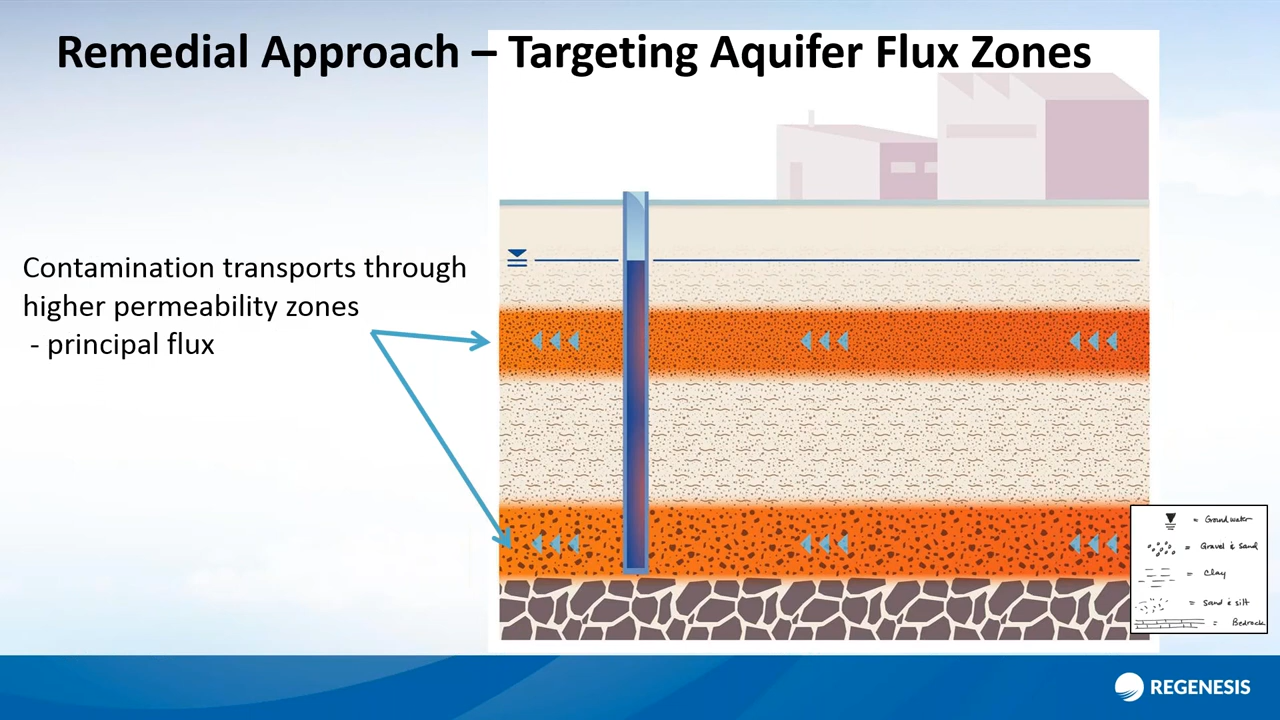 Remedial Approach – Targeting Aquifer Flux Zones
Contamination transports through
higher permeability zones
- principal flux
= Groundwater
= Gravel & sand
= Clay
= Sand & silt
= Bedrock
REGENESIS